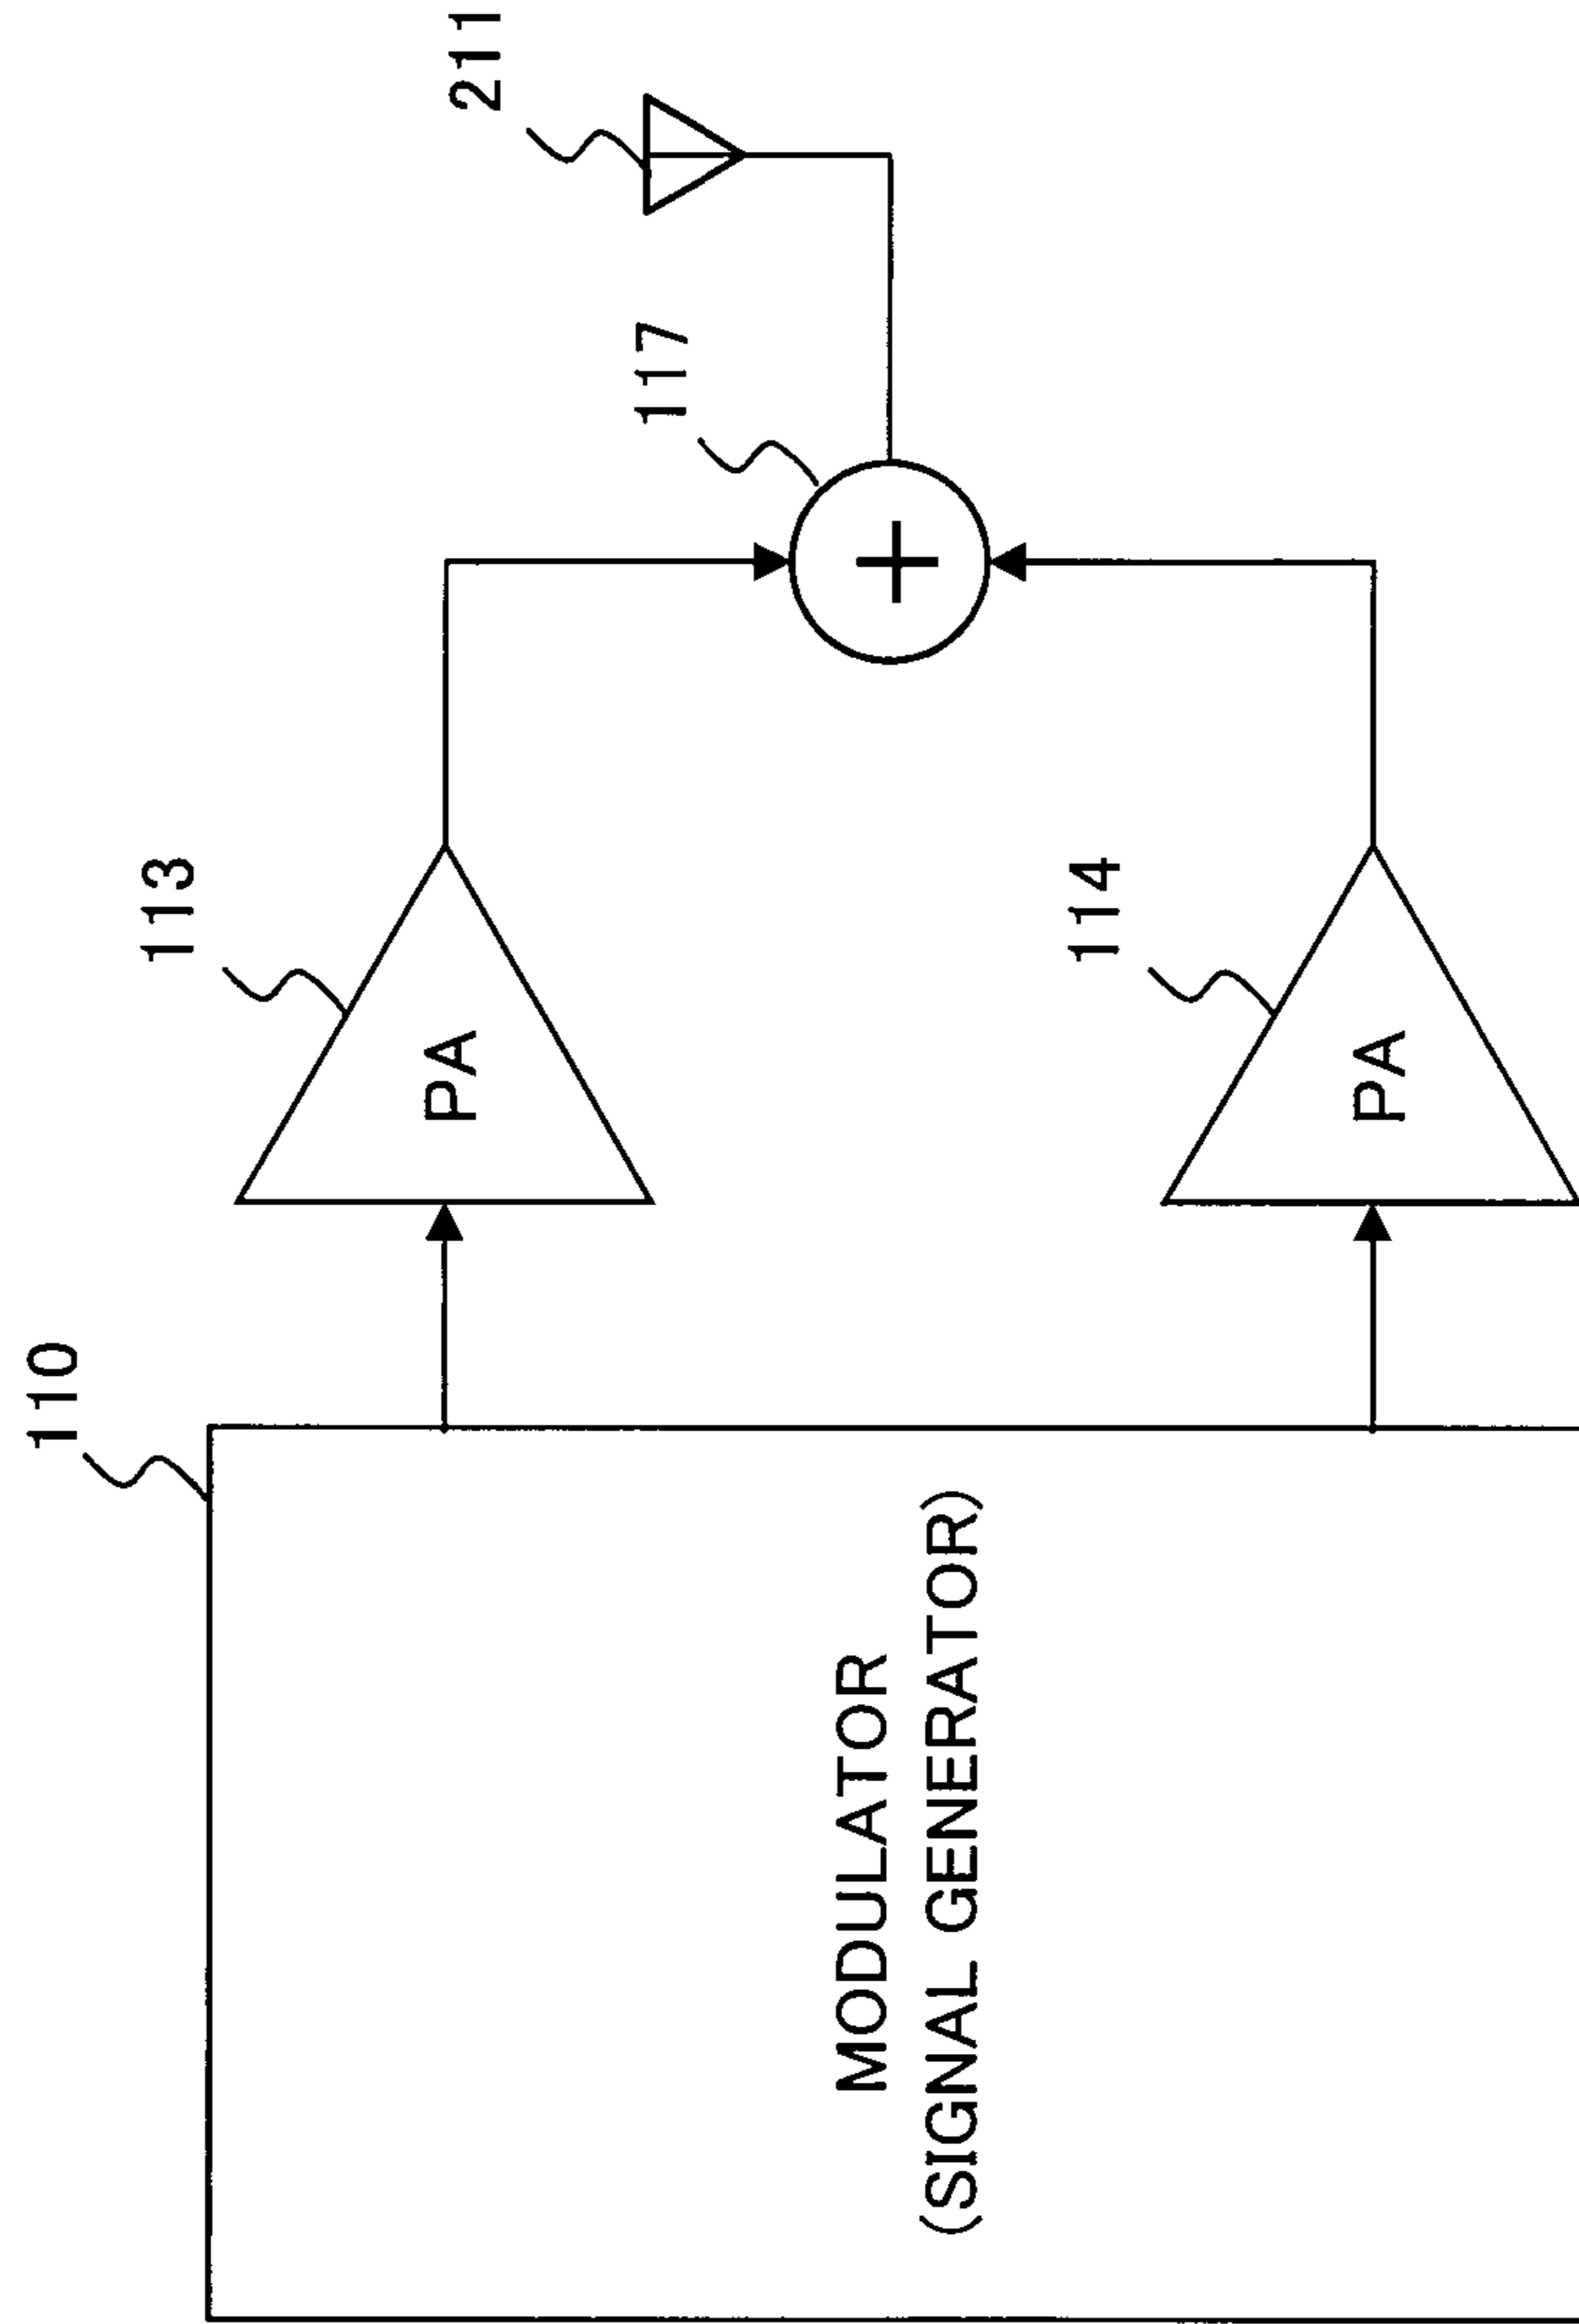 110
MODULATOR
(SIGNAL GENERATOR)
113
PA
114
PA
117
+
211